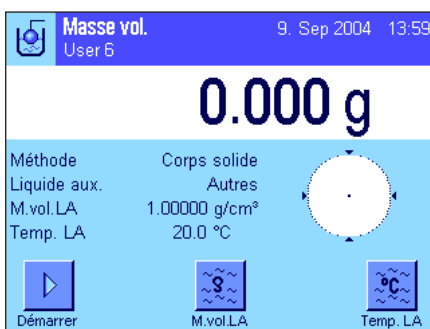 Masse vol. 9. Sep 2004 13:59
User 6
0.000 g
Méthode Corps solide
Liquide aux. Autres
M.vol.LA 1.00000 g/cm³
Temp. LA 20.0 °C
°C
Démarrer M.vol.LA Temp. LA